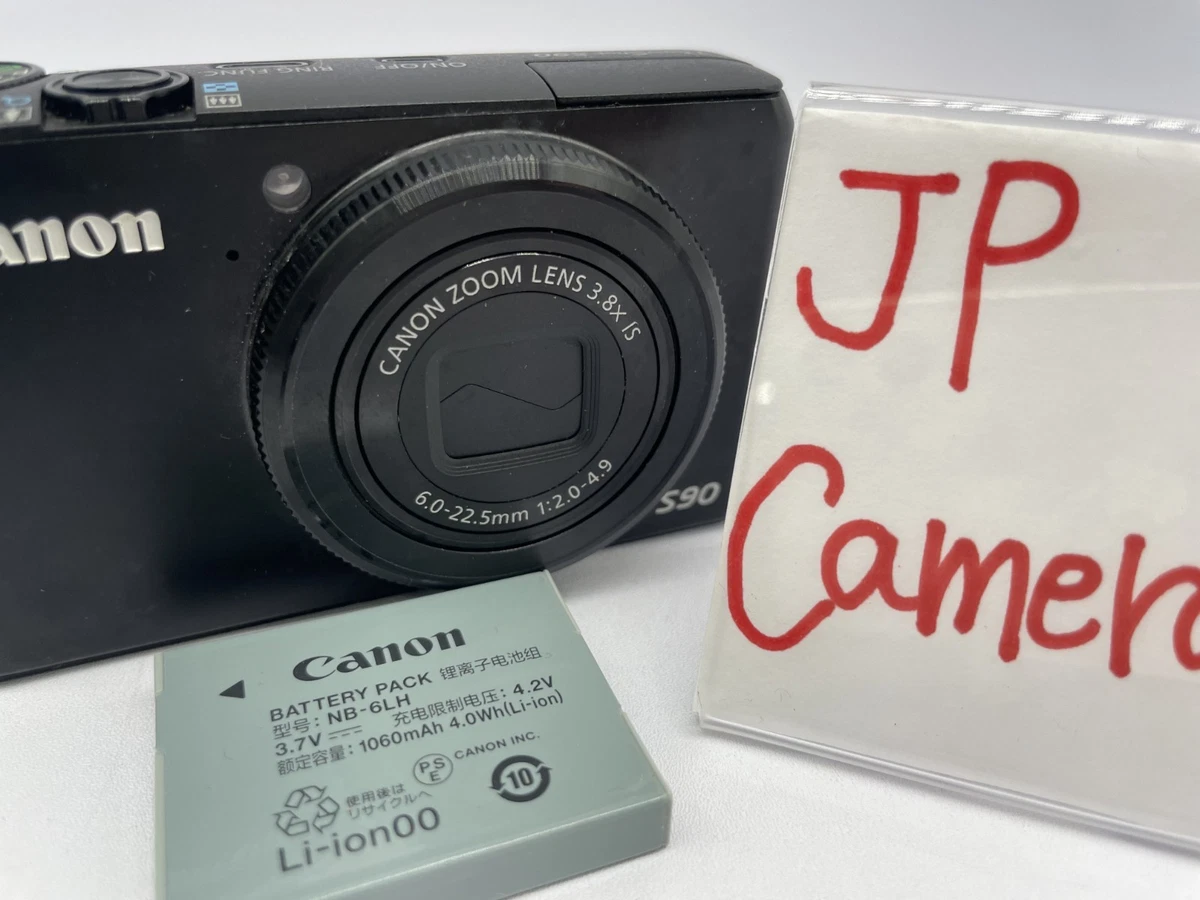 RING FUNC.
ON/OFF
anon
CANON ZOOM LENS 3.8x IS
6.0-22.5mm 1:2.0-4.9
S90
JP
Camera
Canon
BATTERY PACK 锂离子电池组
型号: NB-6LH 充电限制电压: 4.2V
3.7V 1060mAh 4.0Wh(Li-ion)
额定容量:
PSE CANON INC.
10
使用後は
リサイクルへ
Li-ion00